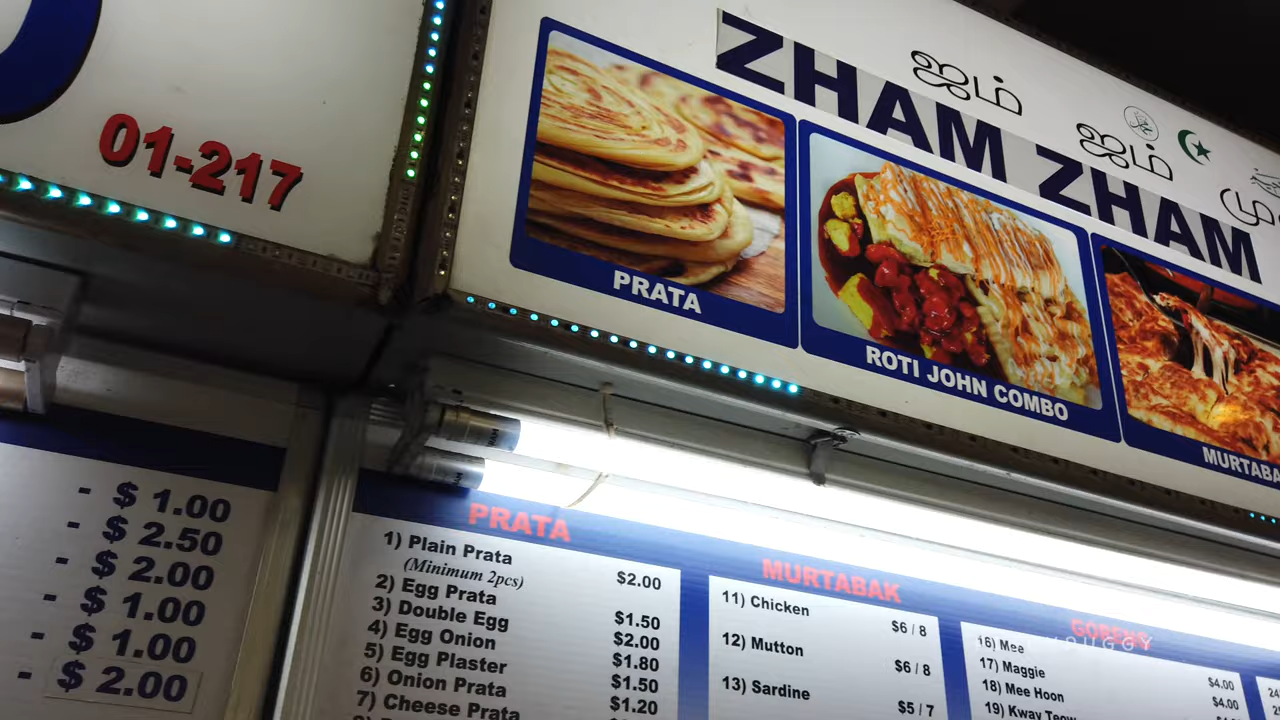 01-217
ஜம்
ஜம்
ZHAM ZHAM
PRATA
ROTI JOHN COMBO
- $ 1.00
- $ 2.50
- $ 2.00
- $ 1.00
- $ 1.00
- $ 2.00
PRATA
1) Plain Prata
(Minimum 2pcs) $2.00
2) Egg Prata $1.50
3) Double Egg $2.00
4) Egg Onion $1.80
5) Egg Plaster $1.50
6) Onion Prata $1.20
7) Cheese Prata
MURTABAK
11) Chicken $6 / 8
12) Mutton $6 / 8
13) Sardine $5 / 7
GORENG
16) Mee $4.00
17) Maggie $4.00
18) Mee Hoon
19) Kway Teow